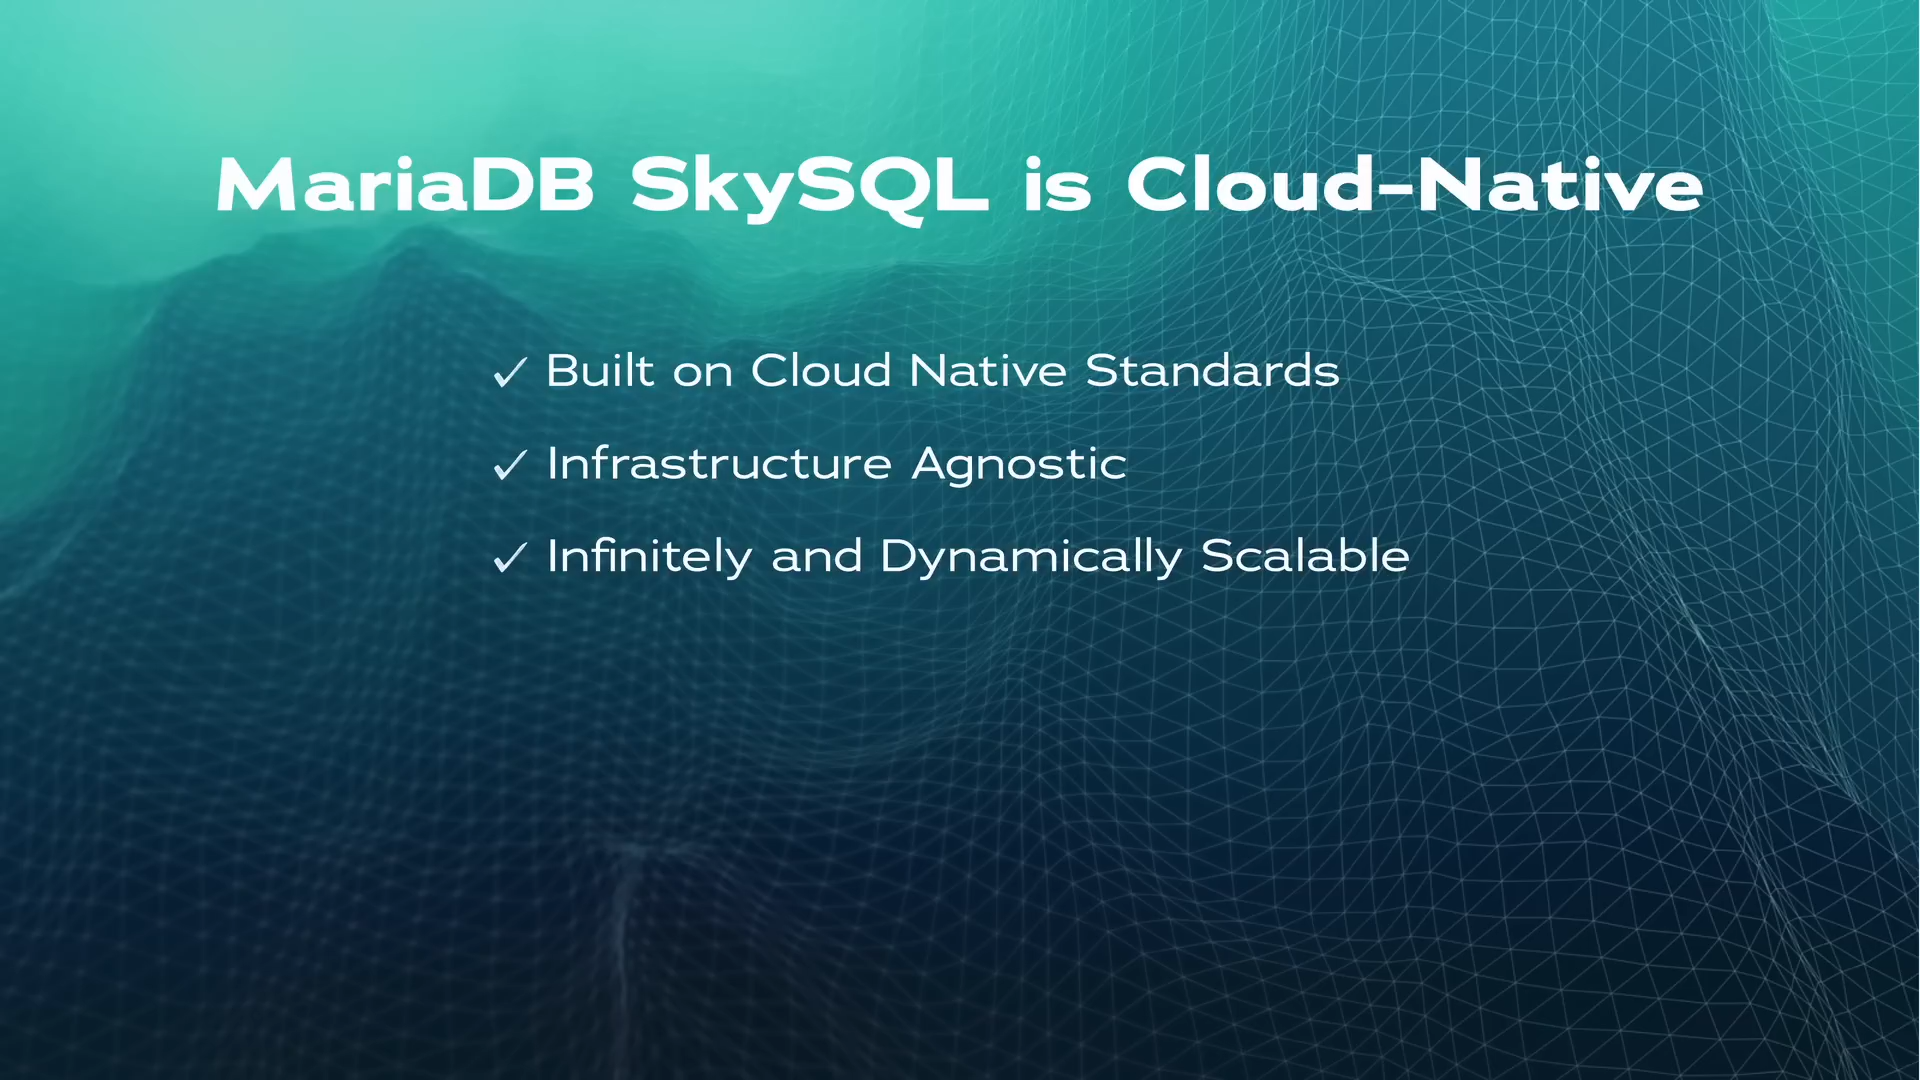 MariaDB SkySQL is Cloud-Native
✓ Built on Cloud Native Standards
✓ Infrastructure Agnostic
✓ Infinitely and Dynamically Scalable